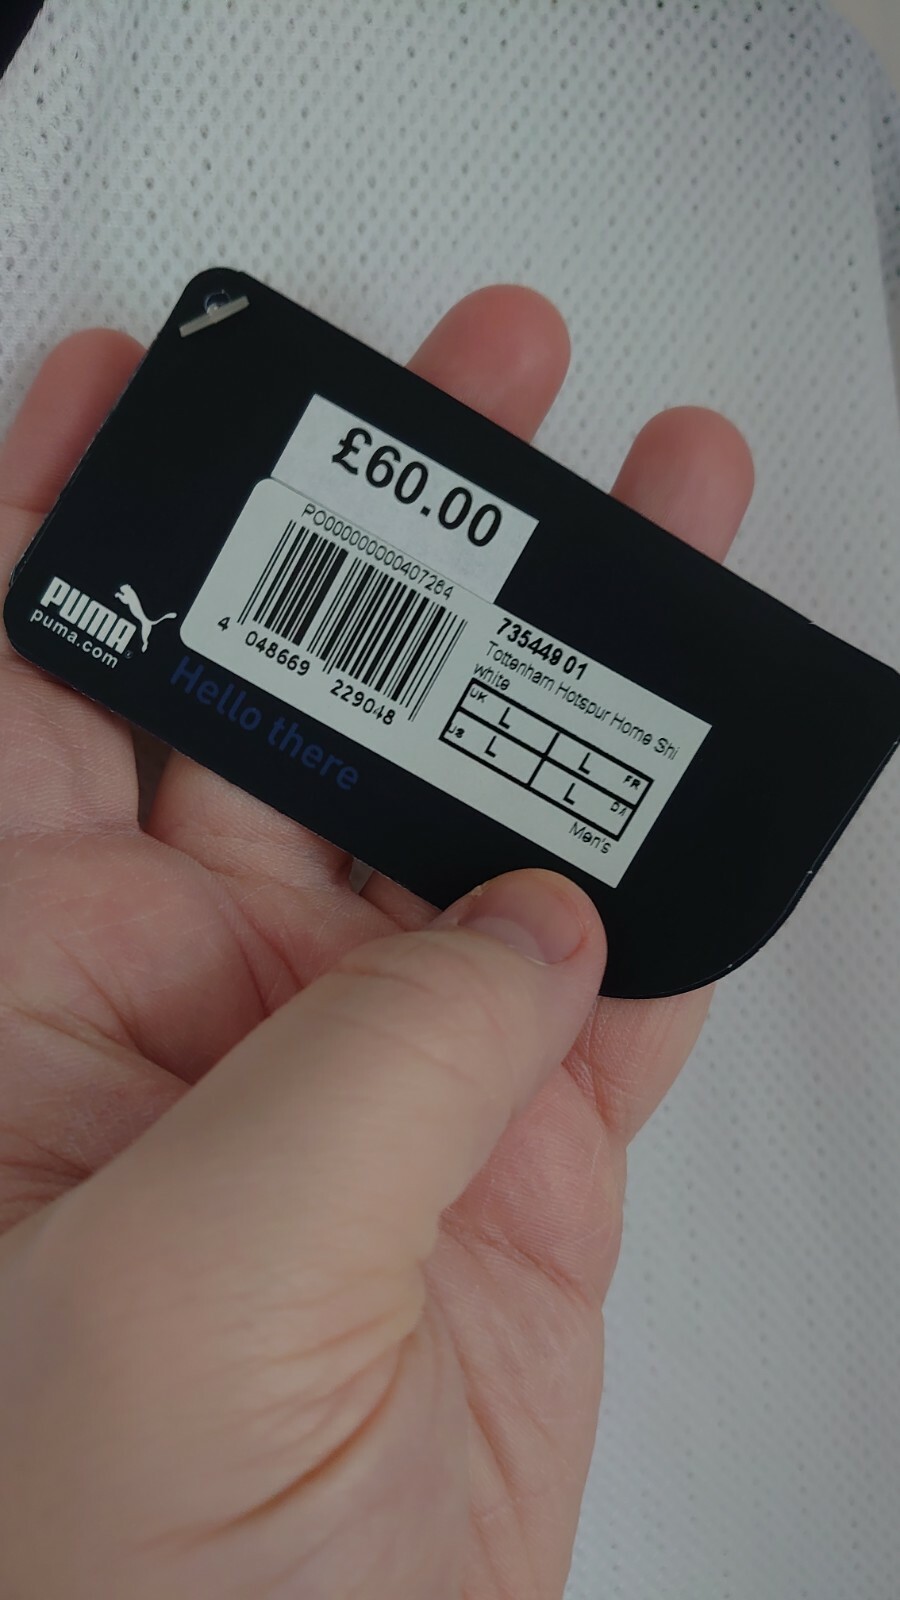 £60.00
PO000000000407284
4 048669 229048
735449 01
Tottenham Hotspur Home Shi
white
UK L L FR
US L L D/I
Men's
PUMA
puma.com
Hello there